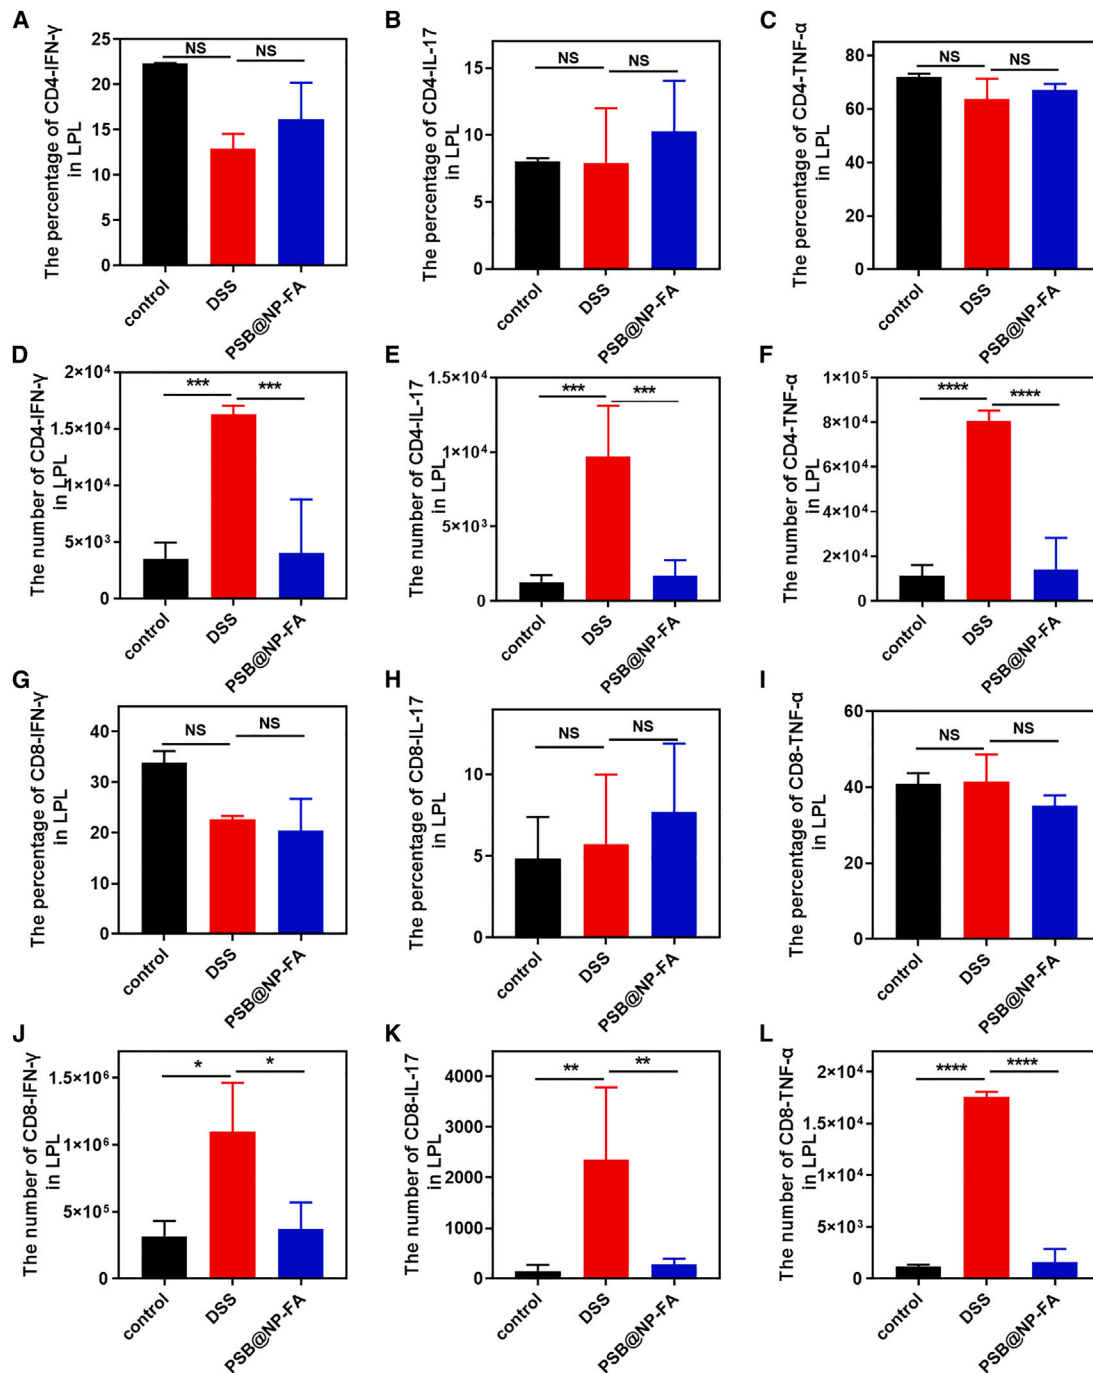 A
The percentage of CD4-IFN-γ
in LPL
25
20
15
10
5
0
NS
NS
control
DSS
PSB@NP-FA
B
The percentage of CD4-IL-17
in LPL
15
10
5
0
NS
NS
control
DSS
PSB@NP-FA
C
The percentage of CD4-TNF-α
in LPL
80
60
40
20
0
NS
NS
control
DSS
PSB@NP-FA
D
The number of CD4-IFN-γ
in LPL
2×10⁴
1.5×10⁴
1×10⁴
5×10³
0
***
***
control
DSS
PSB@NP-FA
E
The number of CD4-IL-17
in LPL
1.5×10⁴
1×10⁴
5×10³
0
***
***
control
DSS
PSB@NP-FA
F
The number of CD4-TNF-α
in LPL
1×10⁵
8×10⁴
6×10⁴
4×10⁴
2×10⁴
0
****
****
control
DSS
PSB@NP-FA
G
The percentage of CD8-IFN-γ
in LPL
40
30
20
10
0
NS
NS
control
DSS
PSB@NP-FA
H
The percentage of CD8-IL-17
in LPL
10
5
0
NS
NS
control
DSS
PSB@NP-FA
I
The percentage of CD8-TNF-α
in LPL
60
40
20
0
NS
NS
control
DSS
PSB@NP-FA
J
The number of CD8-IFN-γ
in LPL
1.5×10⁶
1×10⁶
5×10⁵
0
*
*
control
DSS
PSB@NP-FA
K
The number of CD8-IL-17
in LPL
4000
3000
2000
1000
0
**
**
control
DSS
PSB@NP-FA
L
The number of CD8-TNF-α
in LPL
2×10⁴
1.5×10⁴
1×10⁴
5×10³
0
****
****
control
DSS
PSB@NP-FA